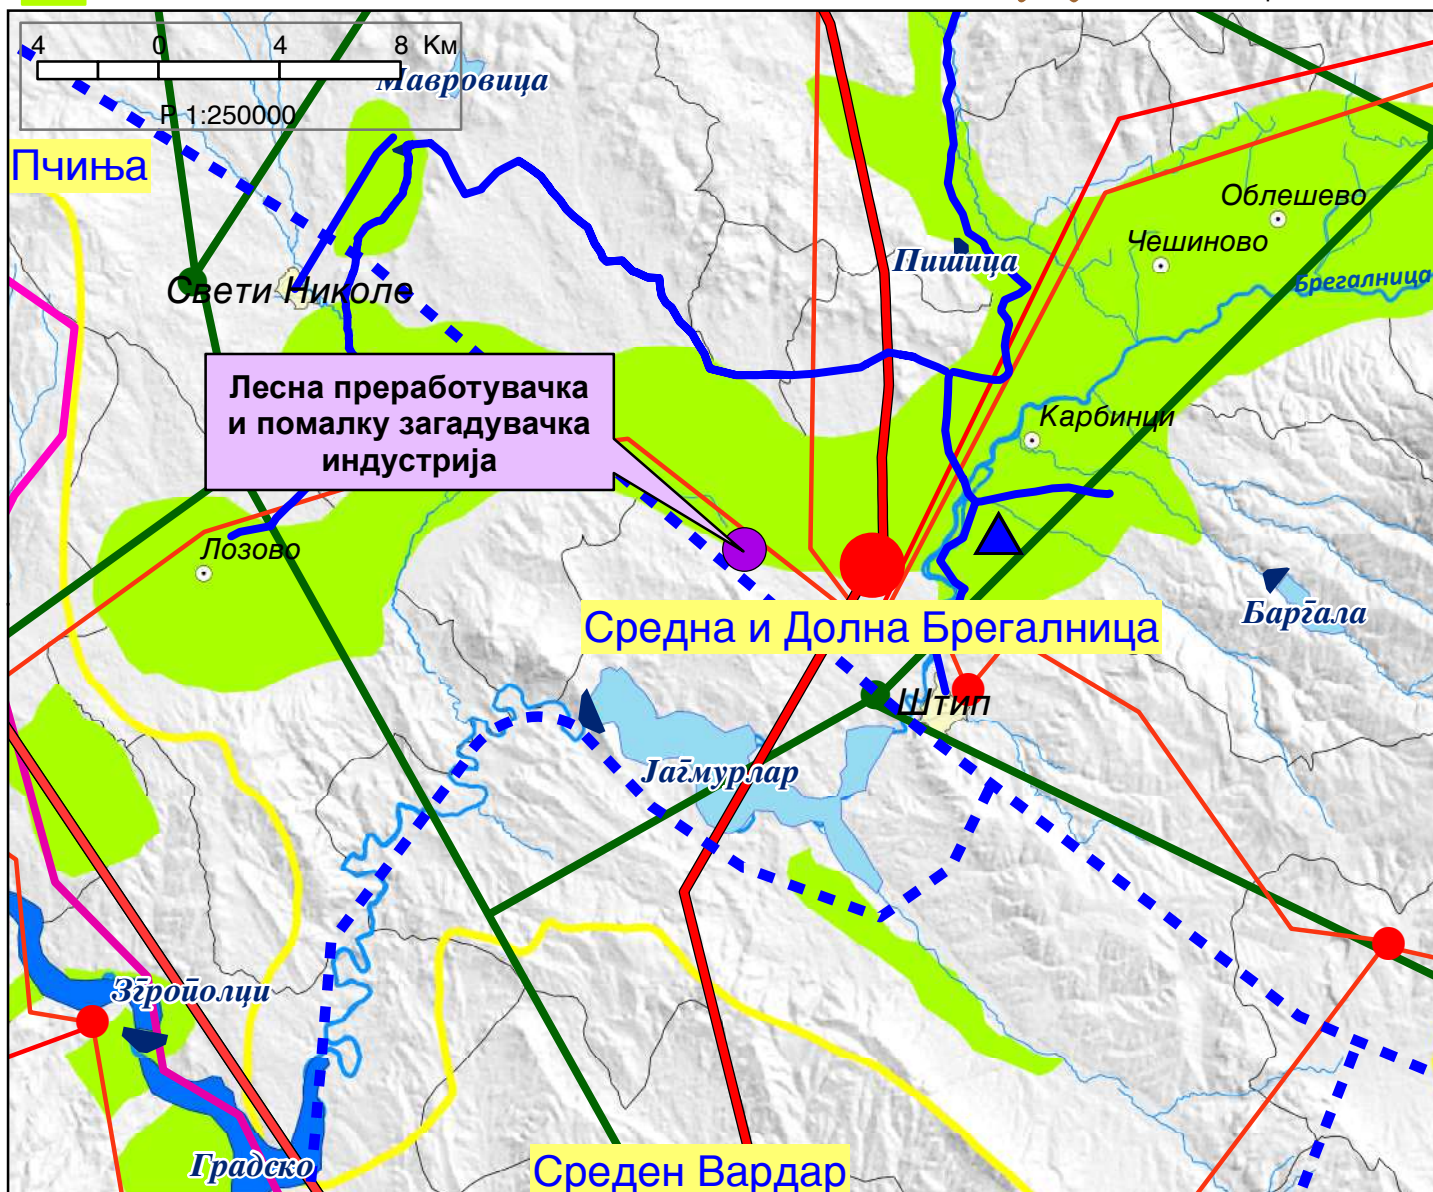 4 0 4 8 Км
Мавровица
Р 1:250000
Пчиња
Облешево
Чешиново
Пишица
Брегалница
Свети Николе
Лесна преработувачка
и помалку загадувачка
индустрија
Карбинци
Лозово
Баргала
Средна и Долна Брегалница
Штип
Јагмурлар
Згрополци
Градско
Среден Вардар